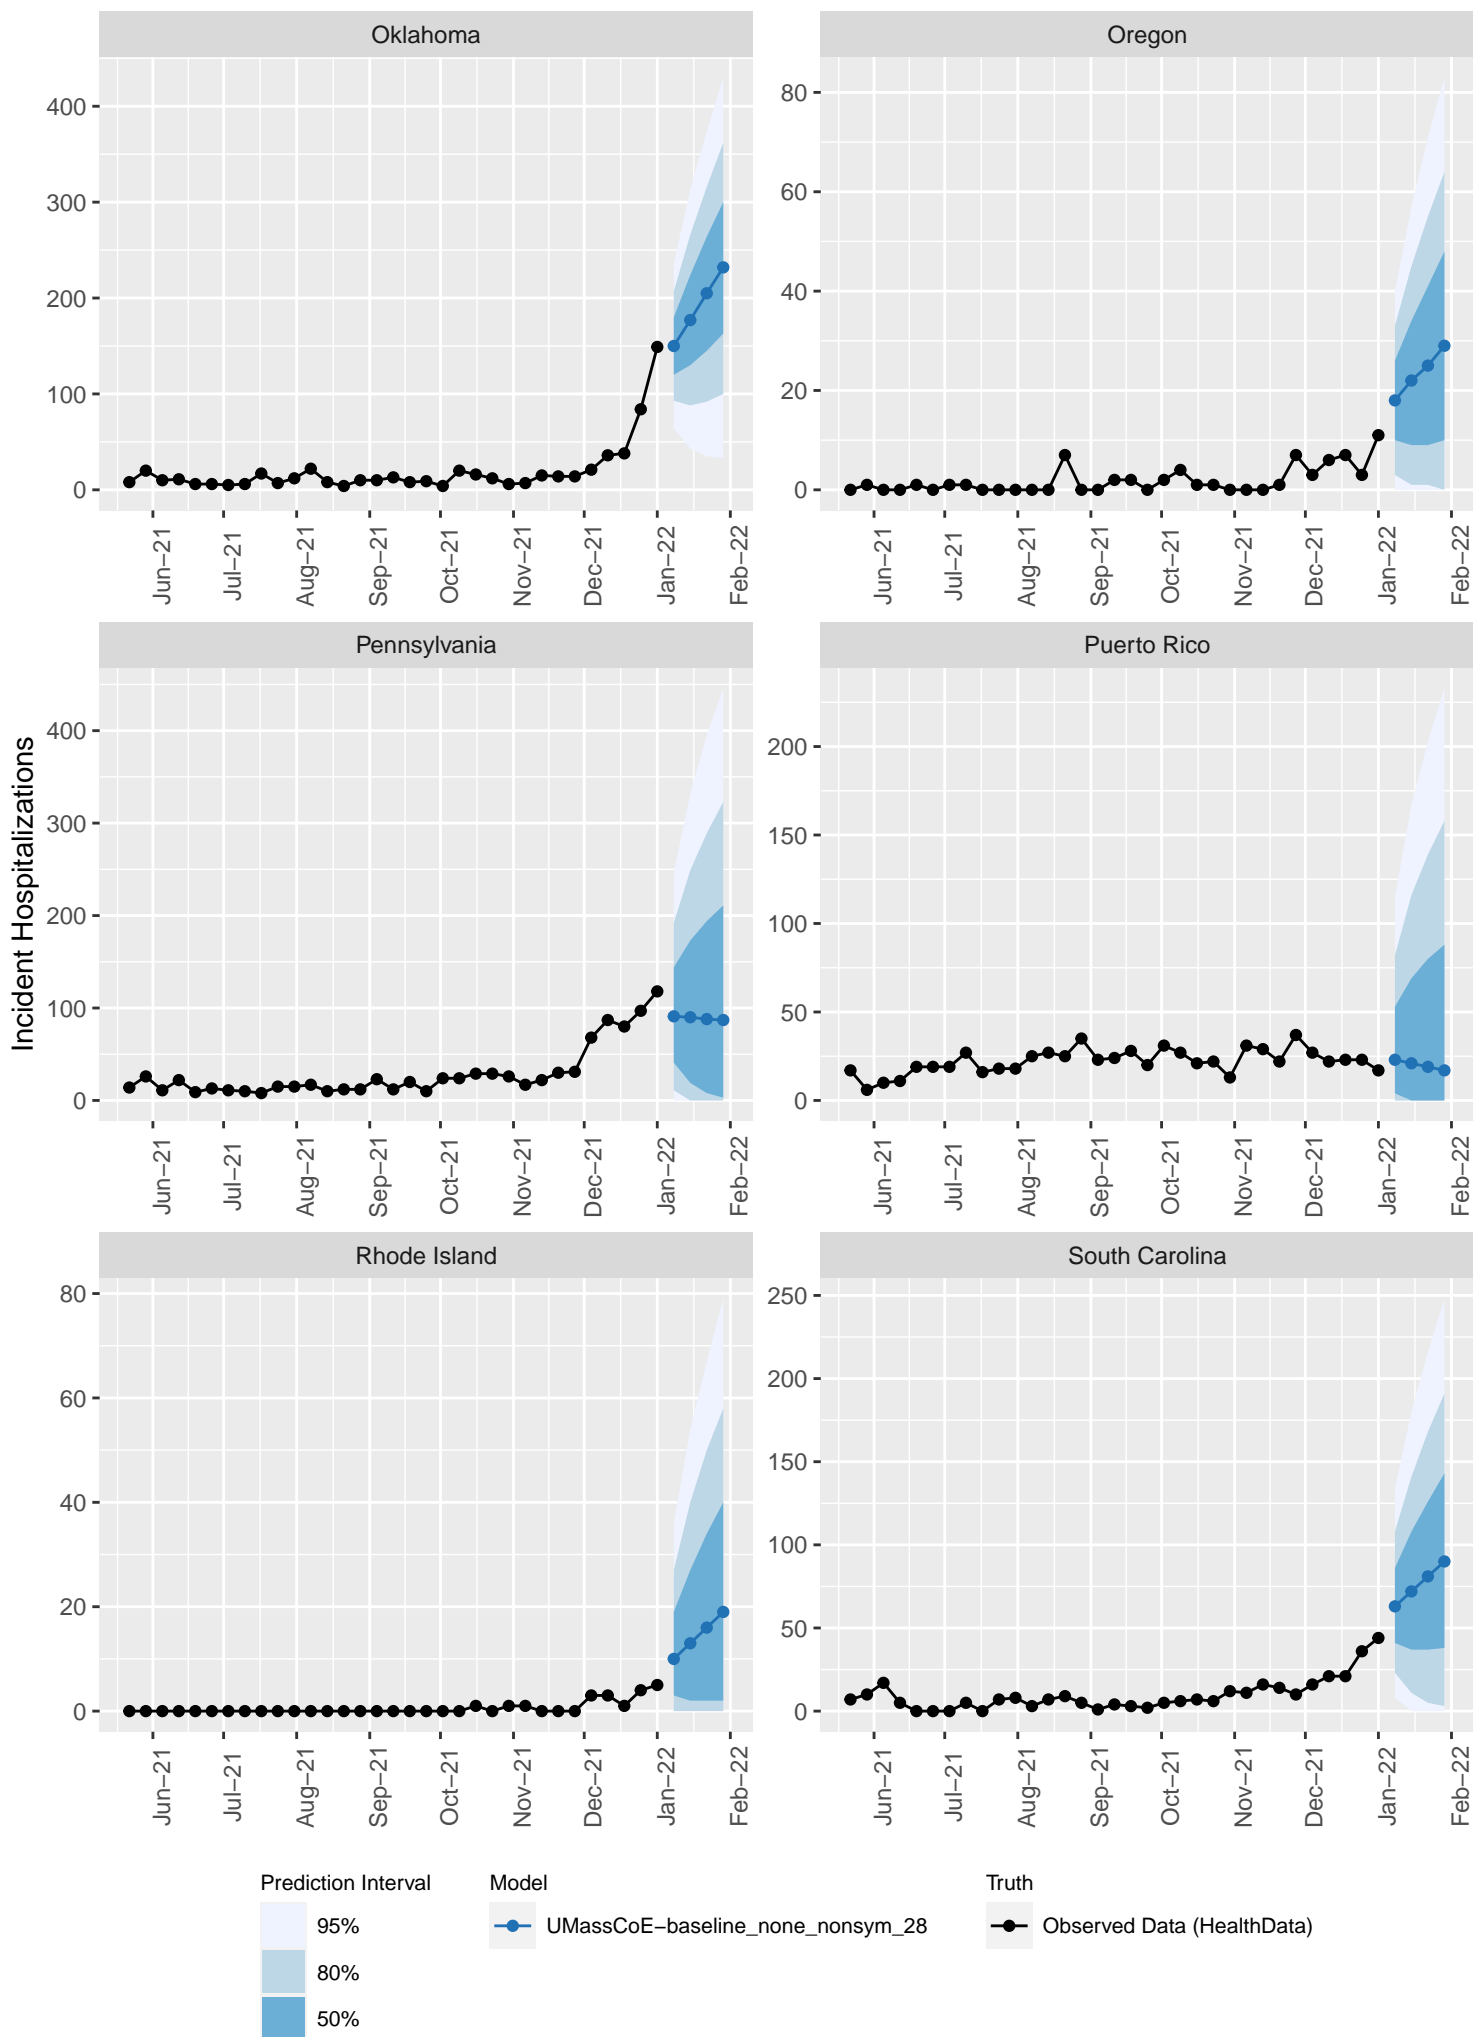 Oklahoma
Oregon
400
300
200
100
0
80
60
40
20
0
Jun−21
Jul−21
Aug−21
Sep−21
Oct−21
Nov−21
Dec−21
Jan−22
Feb−22
Jun−21
Jul−21
Aug−21
Sep−21
Oct−21
Nov−21
Dec−21
Jan−22
Feb−22
Pennsylvania
Puerto Rico
Incident Hospitalizations
400
300
200
100
0
200
150
100
50
0
Jun−21
Jul−21
Aug−21
Sep−21
Oct−21
Nov−21
Dec−21
Jan−22
Feb−22
Jun−21
Jul−21
Aug−21
Sep−21
Oct−21
Nov−21
Dec−21
Jan−22
Feb−22
Rhode Island
South Carolina
80
60
40
20
0
250
200
150
100
50
0
Jun−21
Jul−21
Aug−21
Sep−21
Oct−21
Nov−21
Dec−21
Jan−22
Feb−22
Jun−21
Jul−21
Aug−21
Sep−21
Oct−21
Nov−21
Dec−21
Jan−22
Feb−22
Prediction Interval
95%
80%
50%
Model
UMassCoE−baseline_none_nonsym_28
Truth
Observed Data (HealthData)